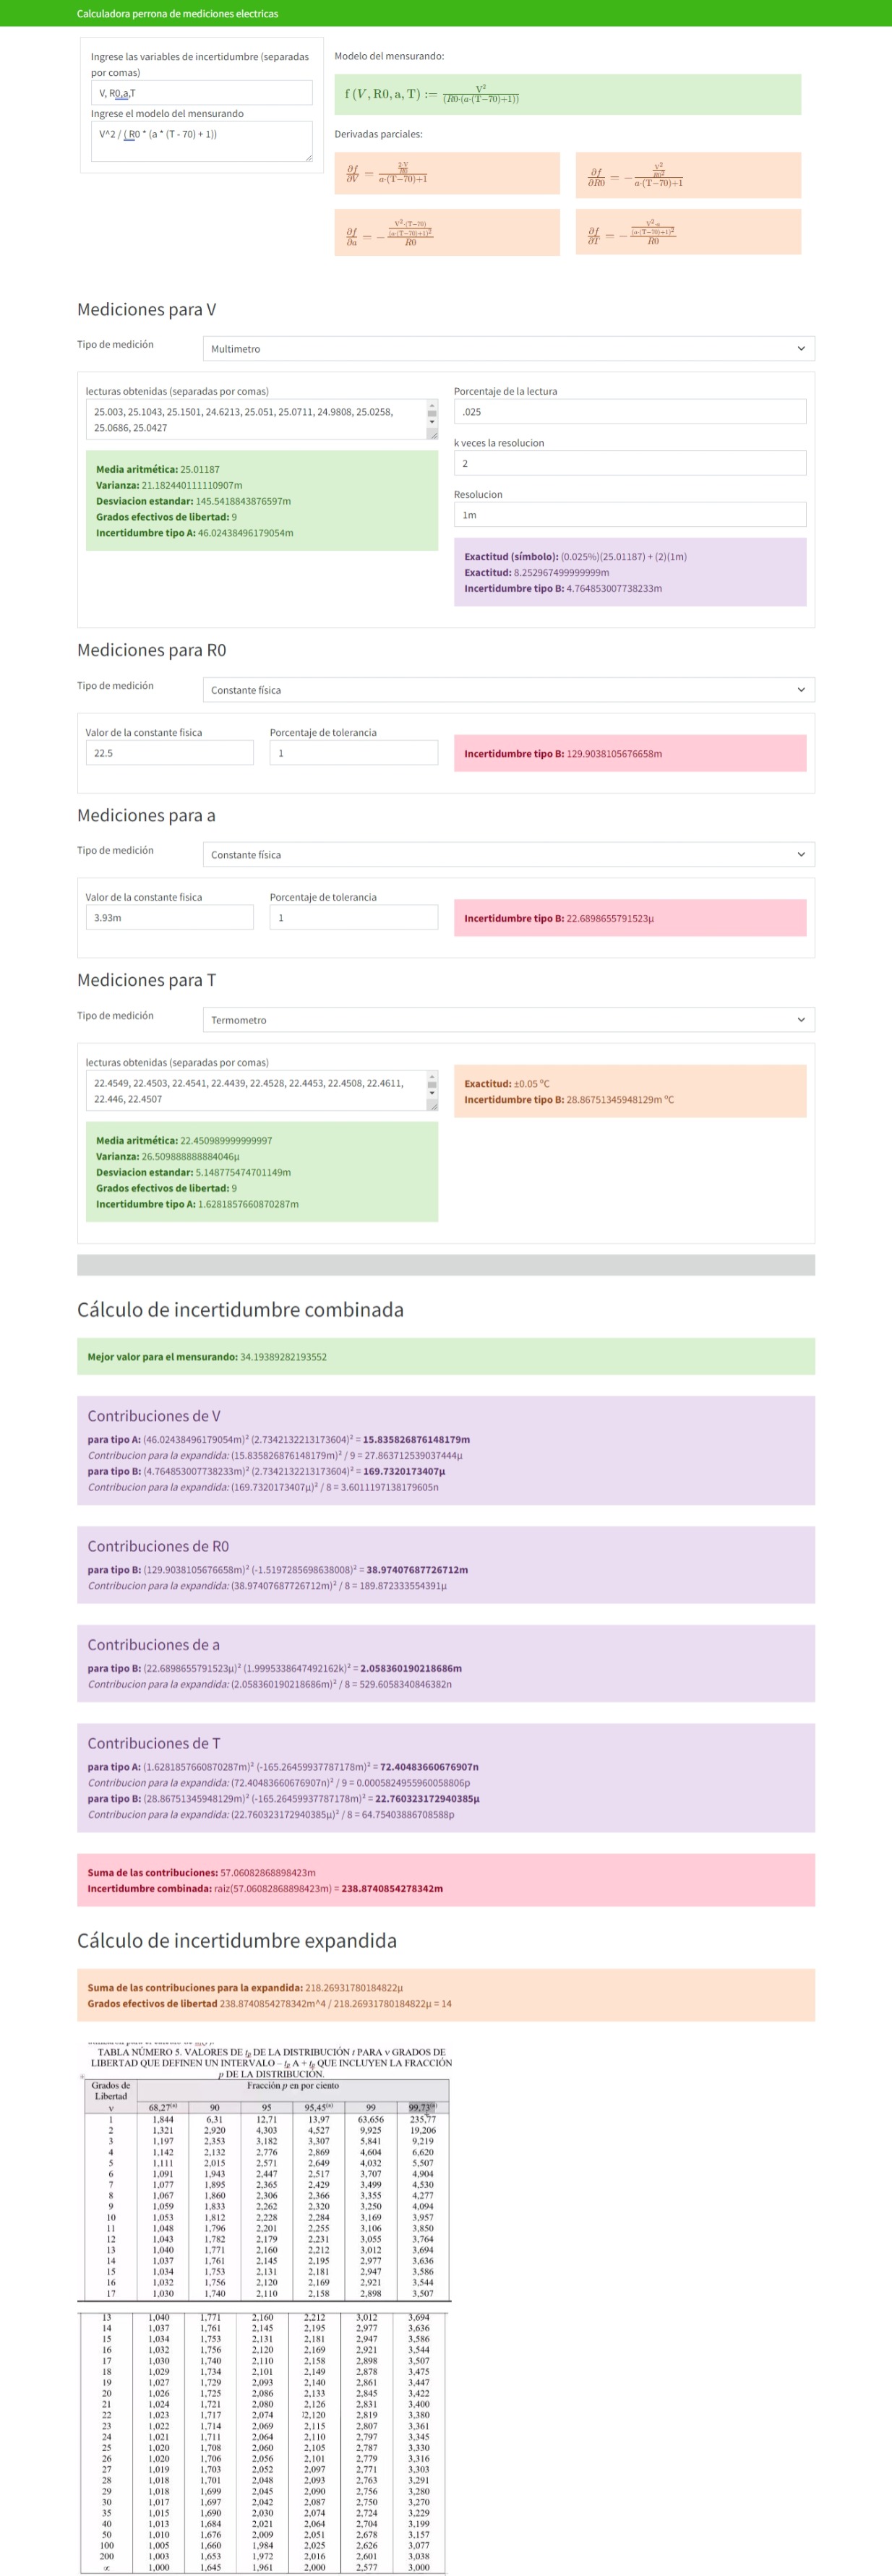 Calculadora perrona de mediciones electricas
Ingrese las variables de incertidumbre (separadas
por comas)
V, R0,a,T
Ingrese el modelo del mensurando
V^2 / ( R0 * (a * (T - 70) + 1))
Modelo del mensurando:
f (V, R0, a, T) := V² / (R0·(a·(T−70)+1))
Derivadas parciales:
∂f/∂V = (2·V/R0) / (a·(T−70)+1)
∂f/∂R0 = − (V²/R0²) / (a·(T−70)+1)
∂f/∂a = − (V²·(T−70)/(a·(T−70)+1)²) / R0
∂f/∂T = − (V²·a/(a·(T−70)+1)²) / R0
Mediciones para V
Tipo de medición
Multimetro
lecturas obtenidas (separadas por comas)
25.003, 25.1043, 25.1501, 24.6213, 25.051, 25.0711, 24.9808, 25.0258,
25.0686, 25.0427
Media aritmética: 25.01187
Varianza: 21.182440111110907m
Desviacion estandar: 145.5418843876597m
Grados efectivos de libertad: 9
Incertidumbre tipo A: 46.02438496179054m
Porcentaje de la lectura
.025
k veces la resolucion
2
Resolucion
1m
Exactitud (símbolo): (0.025%)(25.01187) + (2)(1m)
Exactitud: 8.252967499999999m
Incertidumbre tipo B: 4.764853007738233m
Mediciones para R0
Tipo de medición
Constante física
Valor de la constante fisica
22.5
Porcentaje de tolerancia
1
Incertidumbre tipo B: 129.9038105676658m
Mediciones para a
Tipo de medición
Constante física
Valor de la constante fisica
3.93m
Porcentaje de tolerancia
1
Incertidumbre tipo B: 22.6898655791523μ
Mediciones para T
Tipo de medición
Termometro
lecturas obtenidas (separadas por comas)
22.4549, 22.4503, 22.4541, 22.4439, 22.4528, 22.4453, 22.4508, 22.4611,
22.446, 22.4507
Media aritmética: 22.450989999999997
Varianza: 26.509888888884046μ
Desviacion estandar: 5.148775474701149m
Grados efectivos de libertad: 9
Incertidumbre tipo A: 1.6281857660870287m
Exactitud: ±0.05 ºC
Incertidumbre tipo B: 28.86751345948129m ºC
Cálculo de incertidumbre combinada
Mejor valor para el mensurando: 34.19389282193552
Contribuciones de V
para tipo A: (46.02438496179054m)² (2.7342132213173604)² = 15.835826876148179m
Contribucion para la expandida: (15.835826876148179m)² / 9 = 27.863712539037444μ
para tipo B: (4.764853007738233m)² (2.7342132213173604)² = 169.7320173407μ
Contribucion para la expandida: (169.7320173407μ)² / 8 = 3.6011197138179605n
Contribuciones de R0
para tipo B: (129.9038105676658m)² (-1.5197285698638008)² = 38.97407687726712m
Contribucion para la expandida: (38.97407687726712m)² / 8 = 189.872333554391μ
Contribuciones de a
para tipo B: (22.6898655791523μ)² (1.9995338647492162k)² = 2.058360190218686m
Contribucion para la expandida: (2.058360190218686m)² / 8 = 529.6058340846382n
Contribuciones de T
para tipo A: (1.6281857660870287m)² (-165.26459937787178m)² = 72.40483660676907n
Contribucion para la expandida: (72.40483660676907n)² / 9 = 0.0005824955960058806p
para tipo B: (28.86751345948129m)² (-165.26459937787178m)² = 22.760323172940385μ
Contribucion para la expandida: (22.760323172940385μ)² / 8 = 64.75403886708588p
Suma de las contribuciones: 57.06082868898423m
Incertidumbre combinada: raiz(57.06082868898423m) = 238.8740854278342m
Cálculo de incertidumbre expandida
Suma de las contribuciones para la expandida: 218.26931780184822μ
Grados efectivos de libertad 238.8740854278342m^4 / 218.26931780184822μ = 14
TABLA NÚMERO 5. VALORES DE tp DE LA DISTRIBUCIÓN t PARA ν GRADOS DE
LIBERTAD QUE DEFINEN UN INTERVALO – tp A + tp QUE INCLUYEN LA FRACCIÓN
p DE LA DISTRIBUCIÓN.
Grados de Libertad Fracción p en por ciento
ν 68,27(a) 90 95 95,45(a) 99 99,73(a)
1 1,844 6,31 12,71 13,97 63,656 235,77
2 1,321 2,920 4,303 4,527 9,925 19,206
3 1,197 2,353 3,182 3,307 5,841 9,219
4 1,142 2,132 2,776 2,869 4,604 6,620
5 1,111 2,015 2,571 2,649 4,032 5,507
6 1,091 1,943 2,447 2,517 3,707 4,904
7 1,077 1,895 2,365 2,429 3,499 4,530
8 1,067 1,860 2,306 2,366 3,355 4,277
9 1,059 1,833 2,262 2,320 3,250 4,094
10 1,053 1,812 2,228 2,284 3,169 3,957
11 1,048 1,796 2,201 2,255 3,106 3,850
12 1,043 1,782 2,179 2,231 3,055 3,764
13 1,040 1,771 2,160 2,212 3,012 3,694
14 1,037 1,761 2,145 2,195 2,977 3,636
15 1,034 1,753 2,131 2,181 2,947 3,586
16 1,032 1,756 2,120 2,169 2,921 3,544
17 1,030 1,740 2,110 2,158 2,898 3,507
13 1,040 1,771 2,160 2,212 3,012 3,694
14 1,037 1,761 2,145 2,195 2,977 3,636
15 1,034 1,753 2,131 2,181 2,947 3,586
16 1,032 1,756 2,120 2,169 2,921 3,544
17 1,030 1,740 2,110 2,158 2,898 3,507
18 1,029 1,734 2,101 2,149 2,878 3,475
19 1,027 1,729 2,093 2,140 2,861 3,447
20 1,026 1,725 2,086 2,133 2,845 3,422
21 1,024 1,721 2,080 2,126 2,831 3,400
22 1,023 1,717 2,074 2,120 2,819 3,380
23 1,022 1,714 2,069 2,115 2,807 3,361
24 1,021 1,711 2,064 2,110 2,797 3,345
25 1,020 1,708 2,060 2,105 2,787 3,330
26 1,020 1,706 2,056 2,101 2,779 3,316
27 1,019 1,703 2,052 2,097 2,771 3,303
28 1,018 1,701 2,048 2,093 2,763 3,291
29 1,018 1,699 2,045 2,090 2,756 3,280
30 1,017 1,697 2,042 2,087 2,750 3,270
35 1,015 1,690 2,030 2,074 2,724 3,229
40 1,013 1,684 2,021 2,064 2,704 3,199
50 1,010 1,676 2,009 2,051 2,678 3,157
100 1,005 1,660 1,984 2,025 2,626 3,077
200 1,003 1,653 1,972 2,016 2,601 3,038
∝ 1,000 1,645 1,961 2,000 2,577 3,000